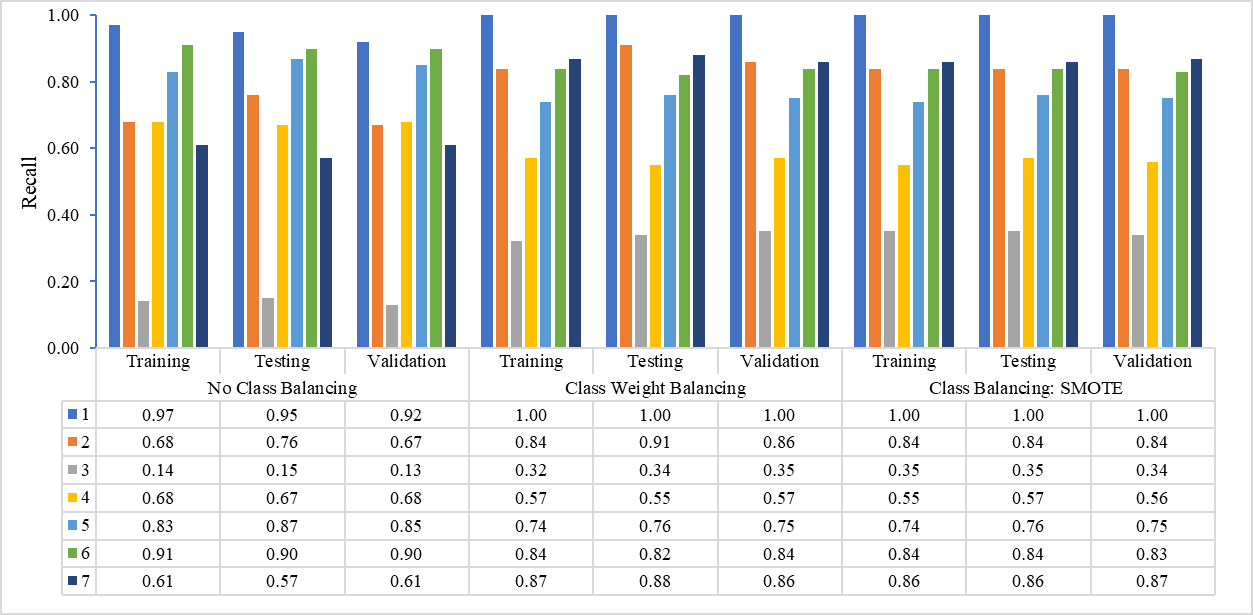 1.00
0.80
0.60
0.40
0.20
0.00
Recall
Training Testing Validation Training Testing Validation Training Testing Validation
No Class Balancing Class Weight Balancing Class Balancing: SMOTE
1 0.97 0.95 0.92 1.00 1.00 1.00 1.00 1.00 1.00
2 0.68 0.76 0.67 0.84 0.91 0.86 0.84 0.84 0.84
3 0.14 0.15 0.13 0.32 0.34 0.35 0.35 0.35 0.34
4 0.68 0.67 0.68 0.57 0.55 0.57 0.55 0.57 0.56
5 0.83 0.87 0.85 0.74 0.76 0.75 0.74 0.76 0.75
6 0.91 0.90 0.90 0.84 0.82 0.84 0.84 0.84 0.83
7 0.61 0.57 0.61 0.87 0.88 0.86 0.86 0.86 0.87